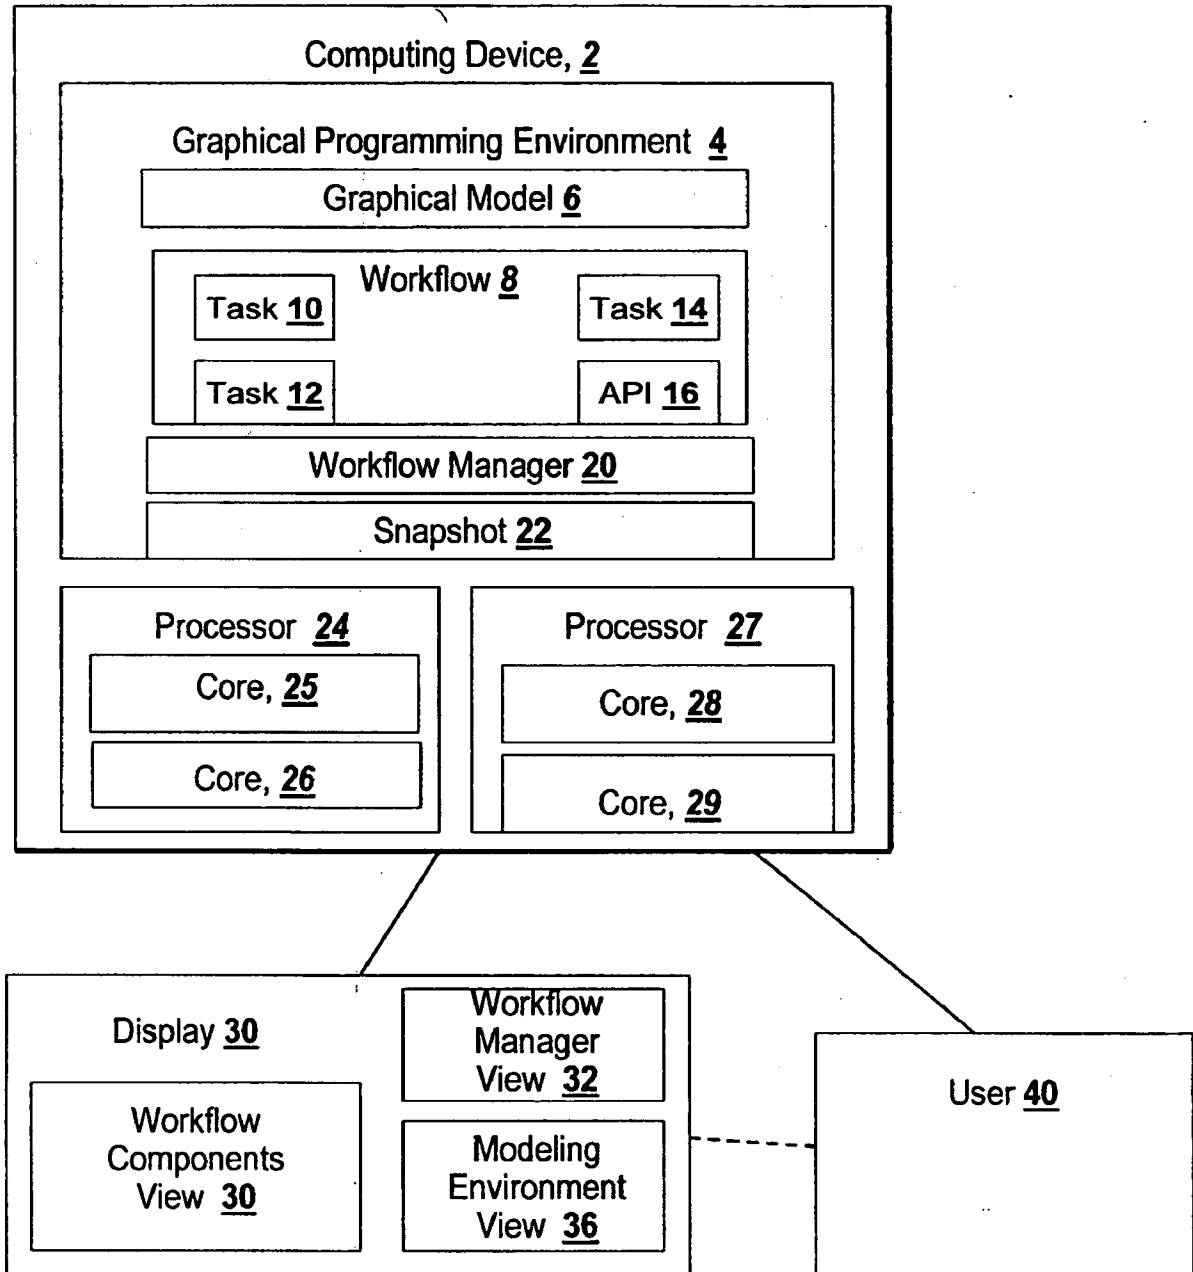 Computing Device, 2
Graphical Programming Environment 4
Graphical Model 6
Workflow 8
Task 10
Task 14
Task 12
API 16
Workflow Manager 20
Snapshot 22
Processor 24
Core, 25
Core, 26
Processor 27
Core, 28
Core, 29
Display 30
Workflow
Components
View 30
Workflow
Manager
View 32
Modeling
Environment
View 36
User 40